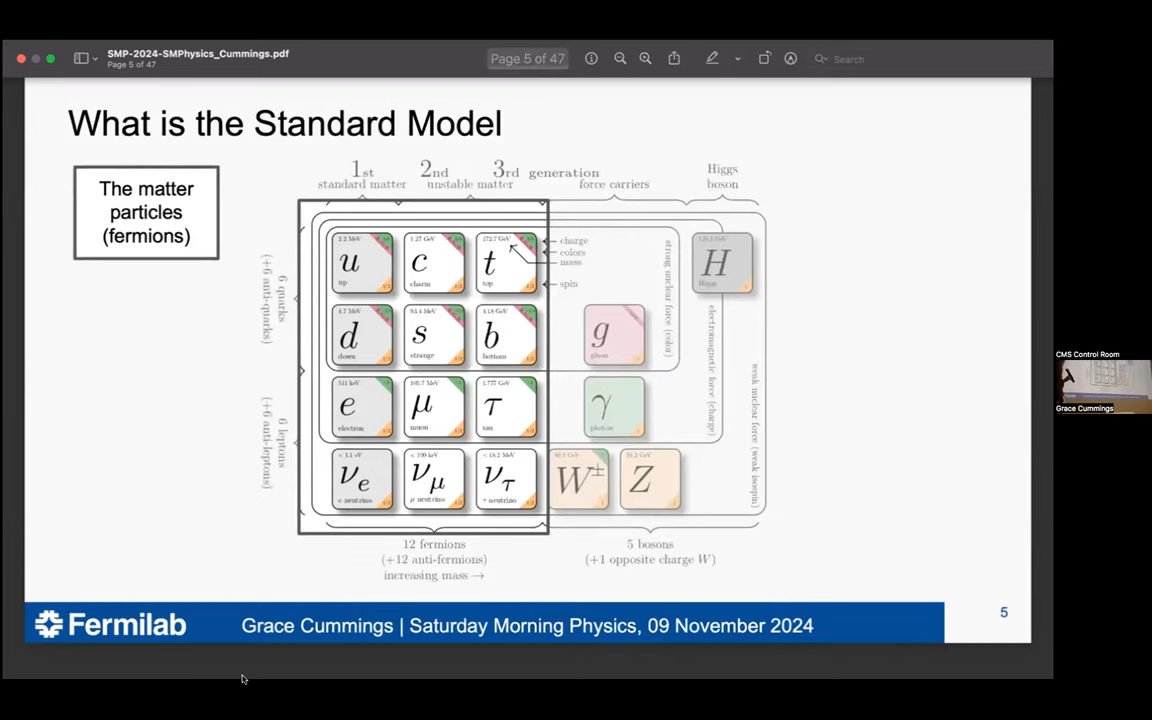 SMP-2024-SMPhysics_Cummings.pdf
Page 5 of 47
Page 5 of 47
Search
What is the Standard Model
The matter
particles
(fermions)
1st
2nd
3rd generation
standard matter
unstable matter
force carriers
Higgs
boson
6 quarks
(+6 anti-quarks)
6 leptons
(+6 anti-leptons)
2.2 MeV
u
up
1.27 GeV
c
charm
172.7 GeV
t
top
charge
colors
mass
spin
H
Higgs
4.7 MeV
d
down
93.4 MeV
s
strange
4.18 GeV
b
bottom
g
gluon
511 keV
e
electron
105.7 MeV
μ
muon
1.777 GeV
τ
tau
γ
photon
νe
e neutrino
< 190 keV
νμ
μ neutrino
< 18.2 MeV
ντ
τ neutrino
W±
Z
strong nuclear force (color)
electromagnetic force (charge)
weak nuclear force (weak isospin)
12 fermions
(+12 anti-fermions)
increasing mass →
5 bosons
(+1 opposite charge W)
Fermilab
Grace Cummings | Saturday Morning Physics, 09 November 2024
5
CMS Control Room
Grace Cummings